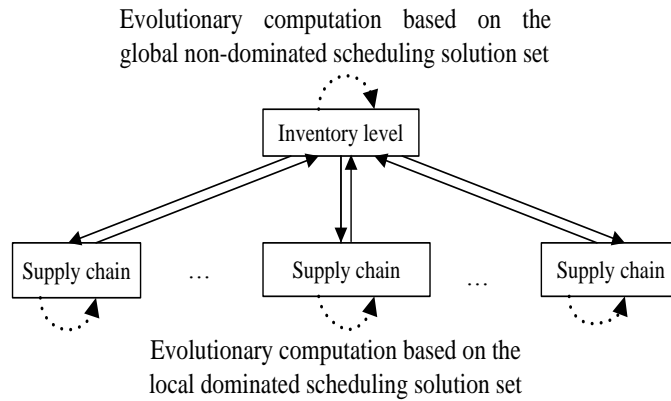 Evolutionary computation based on the
global non-dominated scheduling solution set
Inventory level
Supply chain ... Supply chain ... Supply chain
Evolutionary computation based on the
local dominated scheduling solution set